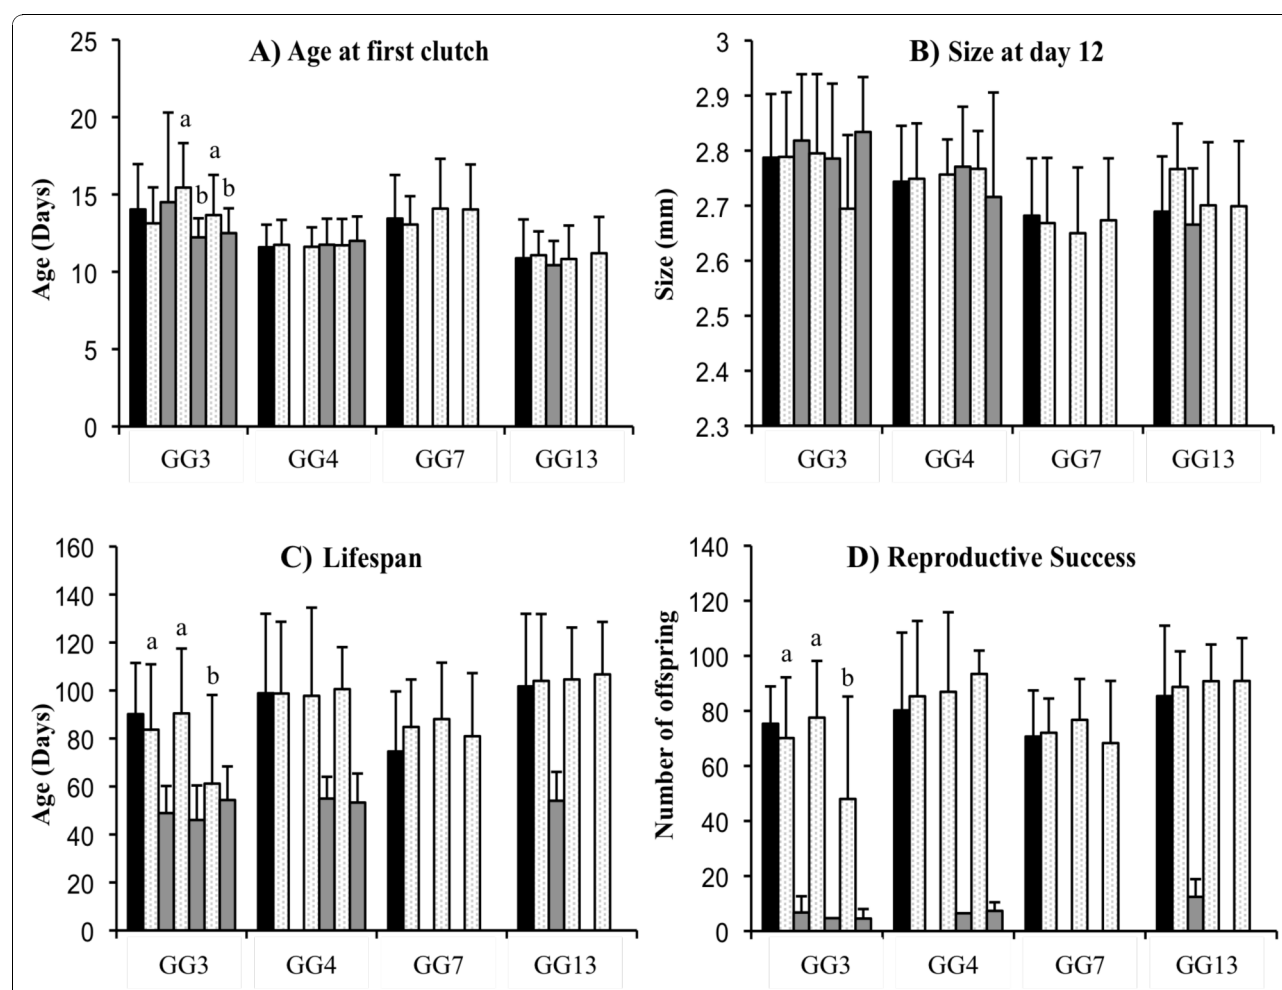 A) Age at first clutch
25
20
15
10
5
0
Age (Days)
a
a
b
b
GG3
GG4
GG7
GG13
B) Size at day 12
3
2.9
2.8
2.7
2.6
2.5
2.4
2.3
Size (mm)
GG3
GG4
GG7
GG13
C) Lifespan
160
140
120
100
80
60
40
20
0
Age (Days)
a
a
b
GG3
GG4
GG7
GG13
D) Reproductive Success
140
120
100
80
60
40
20
0
Number of offspring
a
a
b
GG3
GG4
GG7
GG13